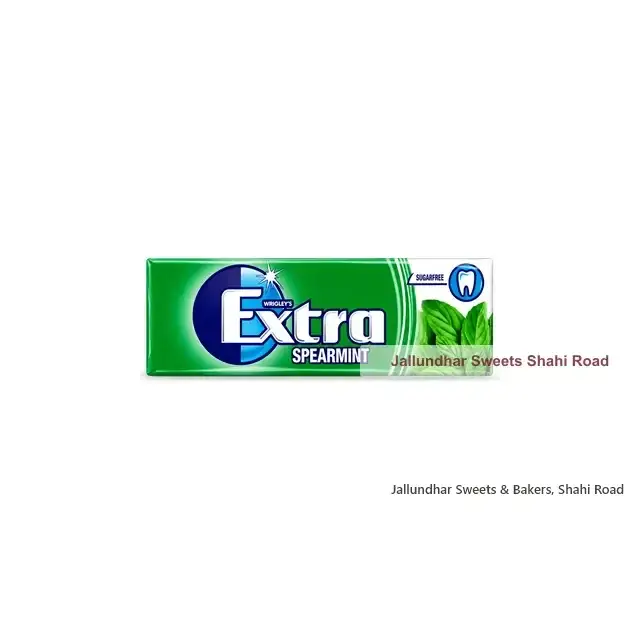 SUGARFREE
WRIGLEY'S
Extra
SPEARMINT
Jallundhar Sweets Shahi Road
Jallundhar Sweets & Bakers, Shahi Road